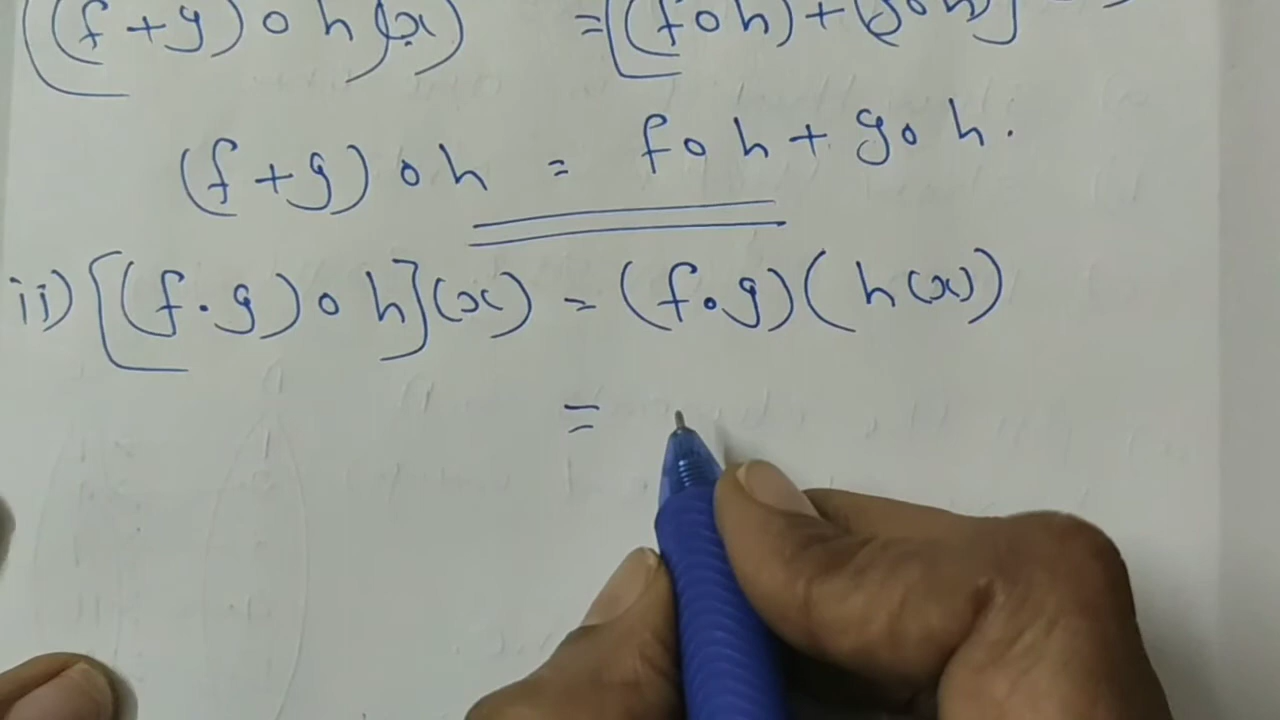 [(f+g)∘h](x) =[(f∘h)+(g∘h)]
(f+g)∘h = f∘h + g∘h.
ii) [(f·g)∘h](x) = (f·g)(h(x))
=